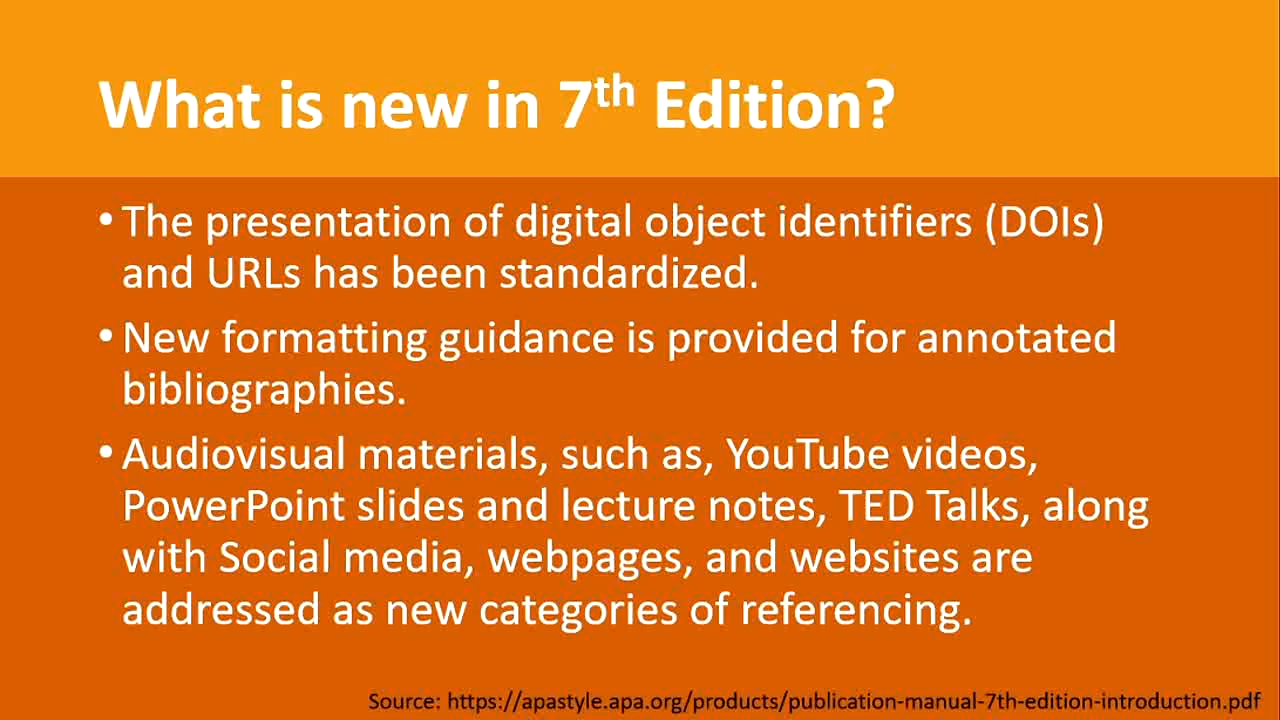 What is new in 7th Edition?
• The presentation of digital object identifiers (DOIs)
and URLs has been standardized.
• New formatting guidance is provided for annotated
bibliographies.
• Audiovisual materials, such as, YouTube videos,
PowerPoint slides and lecture notes, TED Talks, along
with Social media, webpages, and websites are
addressed as new categories of referencing.
Source: https://apastyle.apa.org/products/publication-manual-7th-edition-introduction.pdf